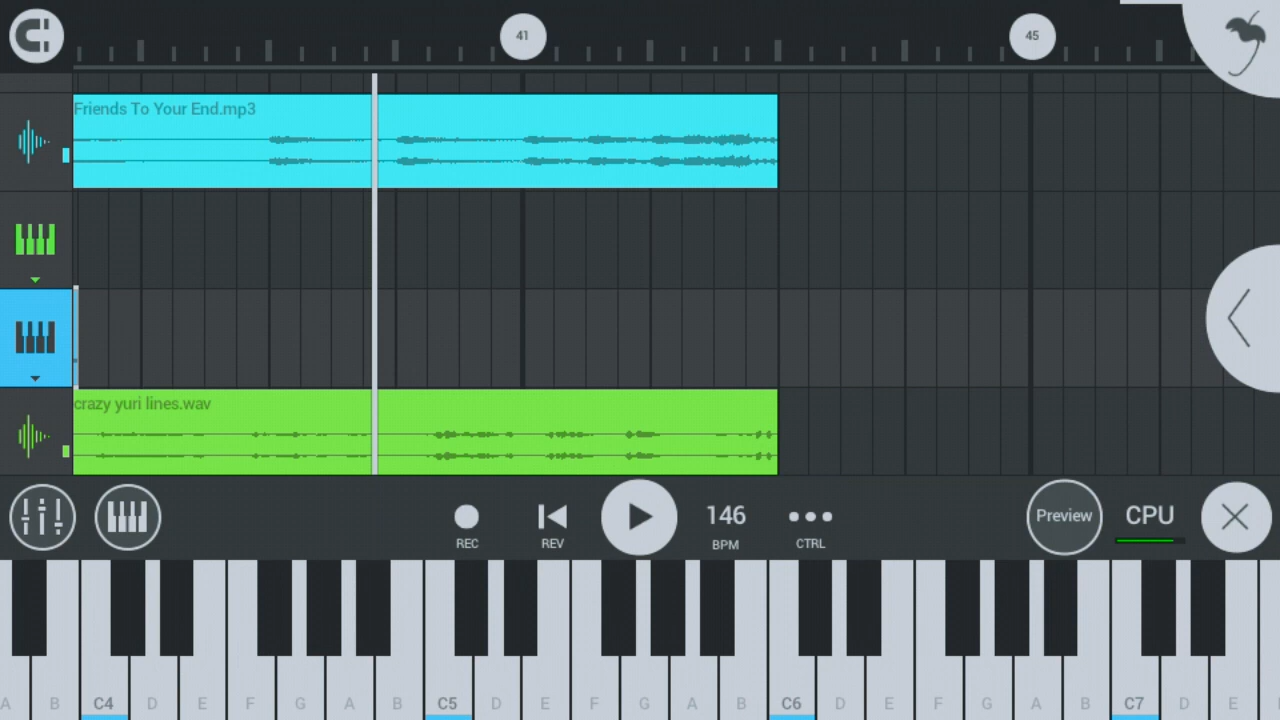 41
45
Friends To Your End.mp3
crazy yuri lines.wav
REC
REV
146
BPM
CTRL
Preview
CPU
A B C4 D E F G A B C5 D E F G A B C6 D E F G A B C7 D E